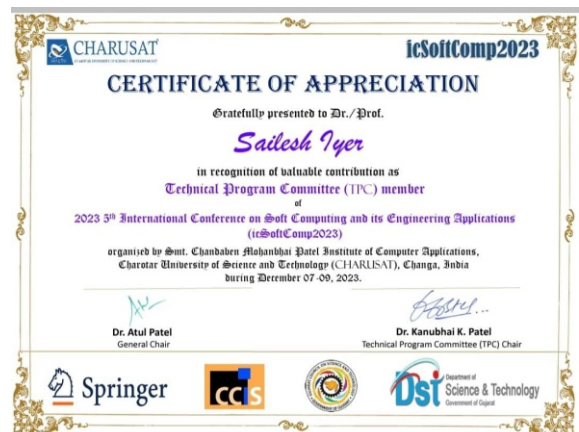 CHARUSAT
icSoftComp2023
CERTIFICATE OF APPRECIATION
Gratefully presented to Dr./Prof.
Sailesh Iyer
in recognition of valuable contribution as
Technical Program Committee (TPC) member
of
2023 5th International Conference on Soft Computing and its Engineering Applications
(icSoftComp2023)
organized by Smt. Chandaben Mohanbhai Patel Institute of Computer Applications,
Charotar University of Science and Technology (CHARUSAT), Changa, India
during December 07-09, 2023.
Dr. Atul Patel
General Chair
Dr. Kanubhai K. Patel
Technical Program Committee (TPC) Chair
Springer
ccis
DST
Department of
Science & Technology
Government of Gujarat